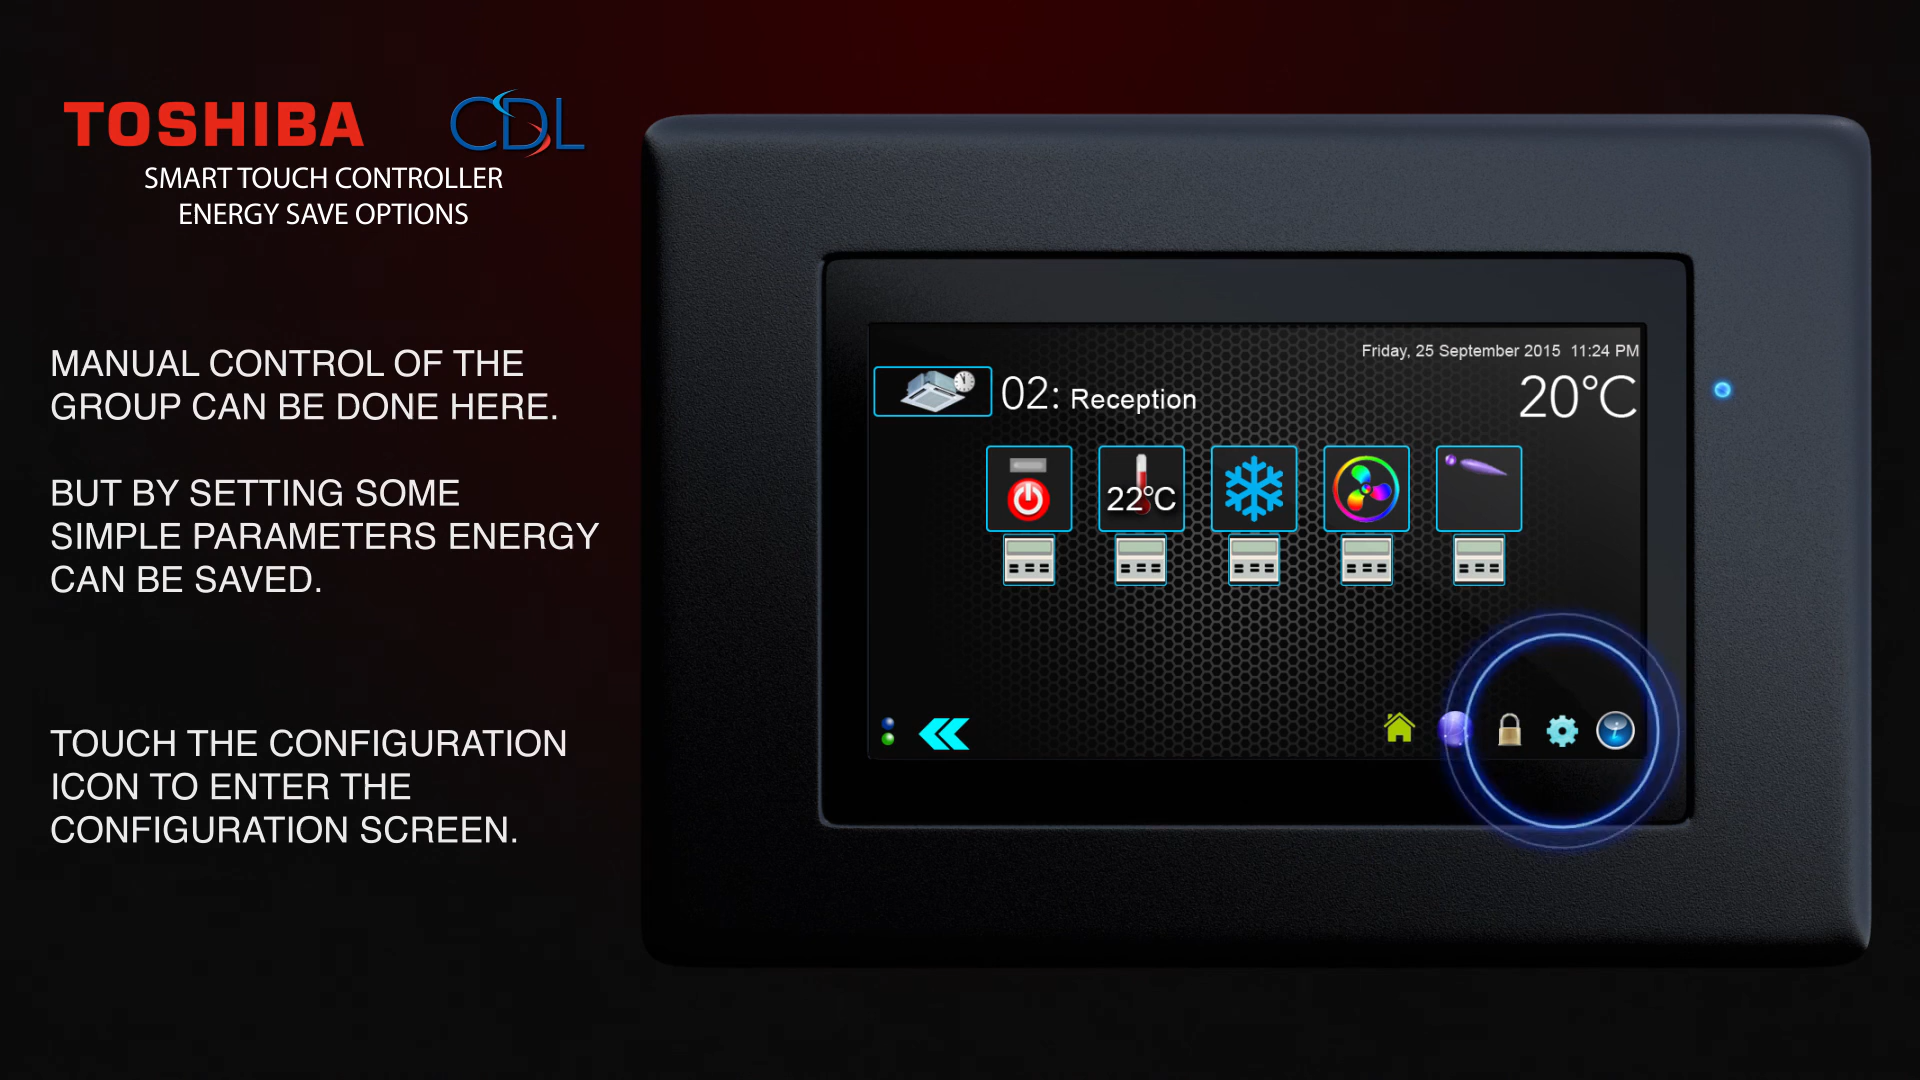 TOSHIBA CDL
SMART TOUCH CONTROLLER
ENERGY SAVE OPTIONS
MANUAL CONTROL OF THE
GROUP CAN BE DONE HERE.
BUT BY SETTING SOME
SIMPLE PARAMETERS ENERGY
CAN BE SAVED.
TOUCH THE CONFIGURATION
ICON TO ENTER THE
CONFIGURATION SCREEN.
Friday, 25 September 2015 11:24 PM
02: Reception
20°C
22°C